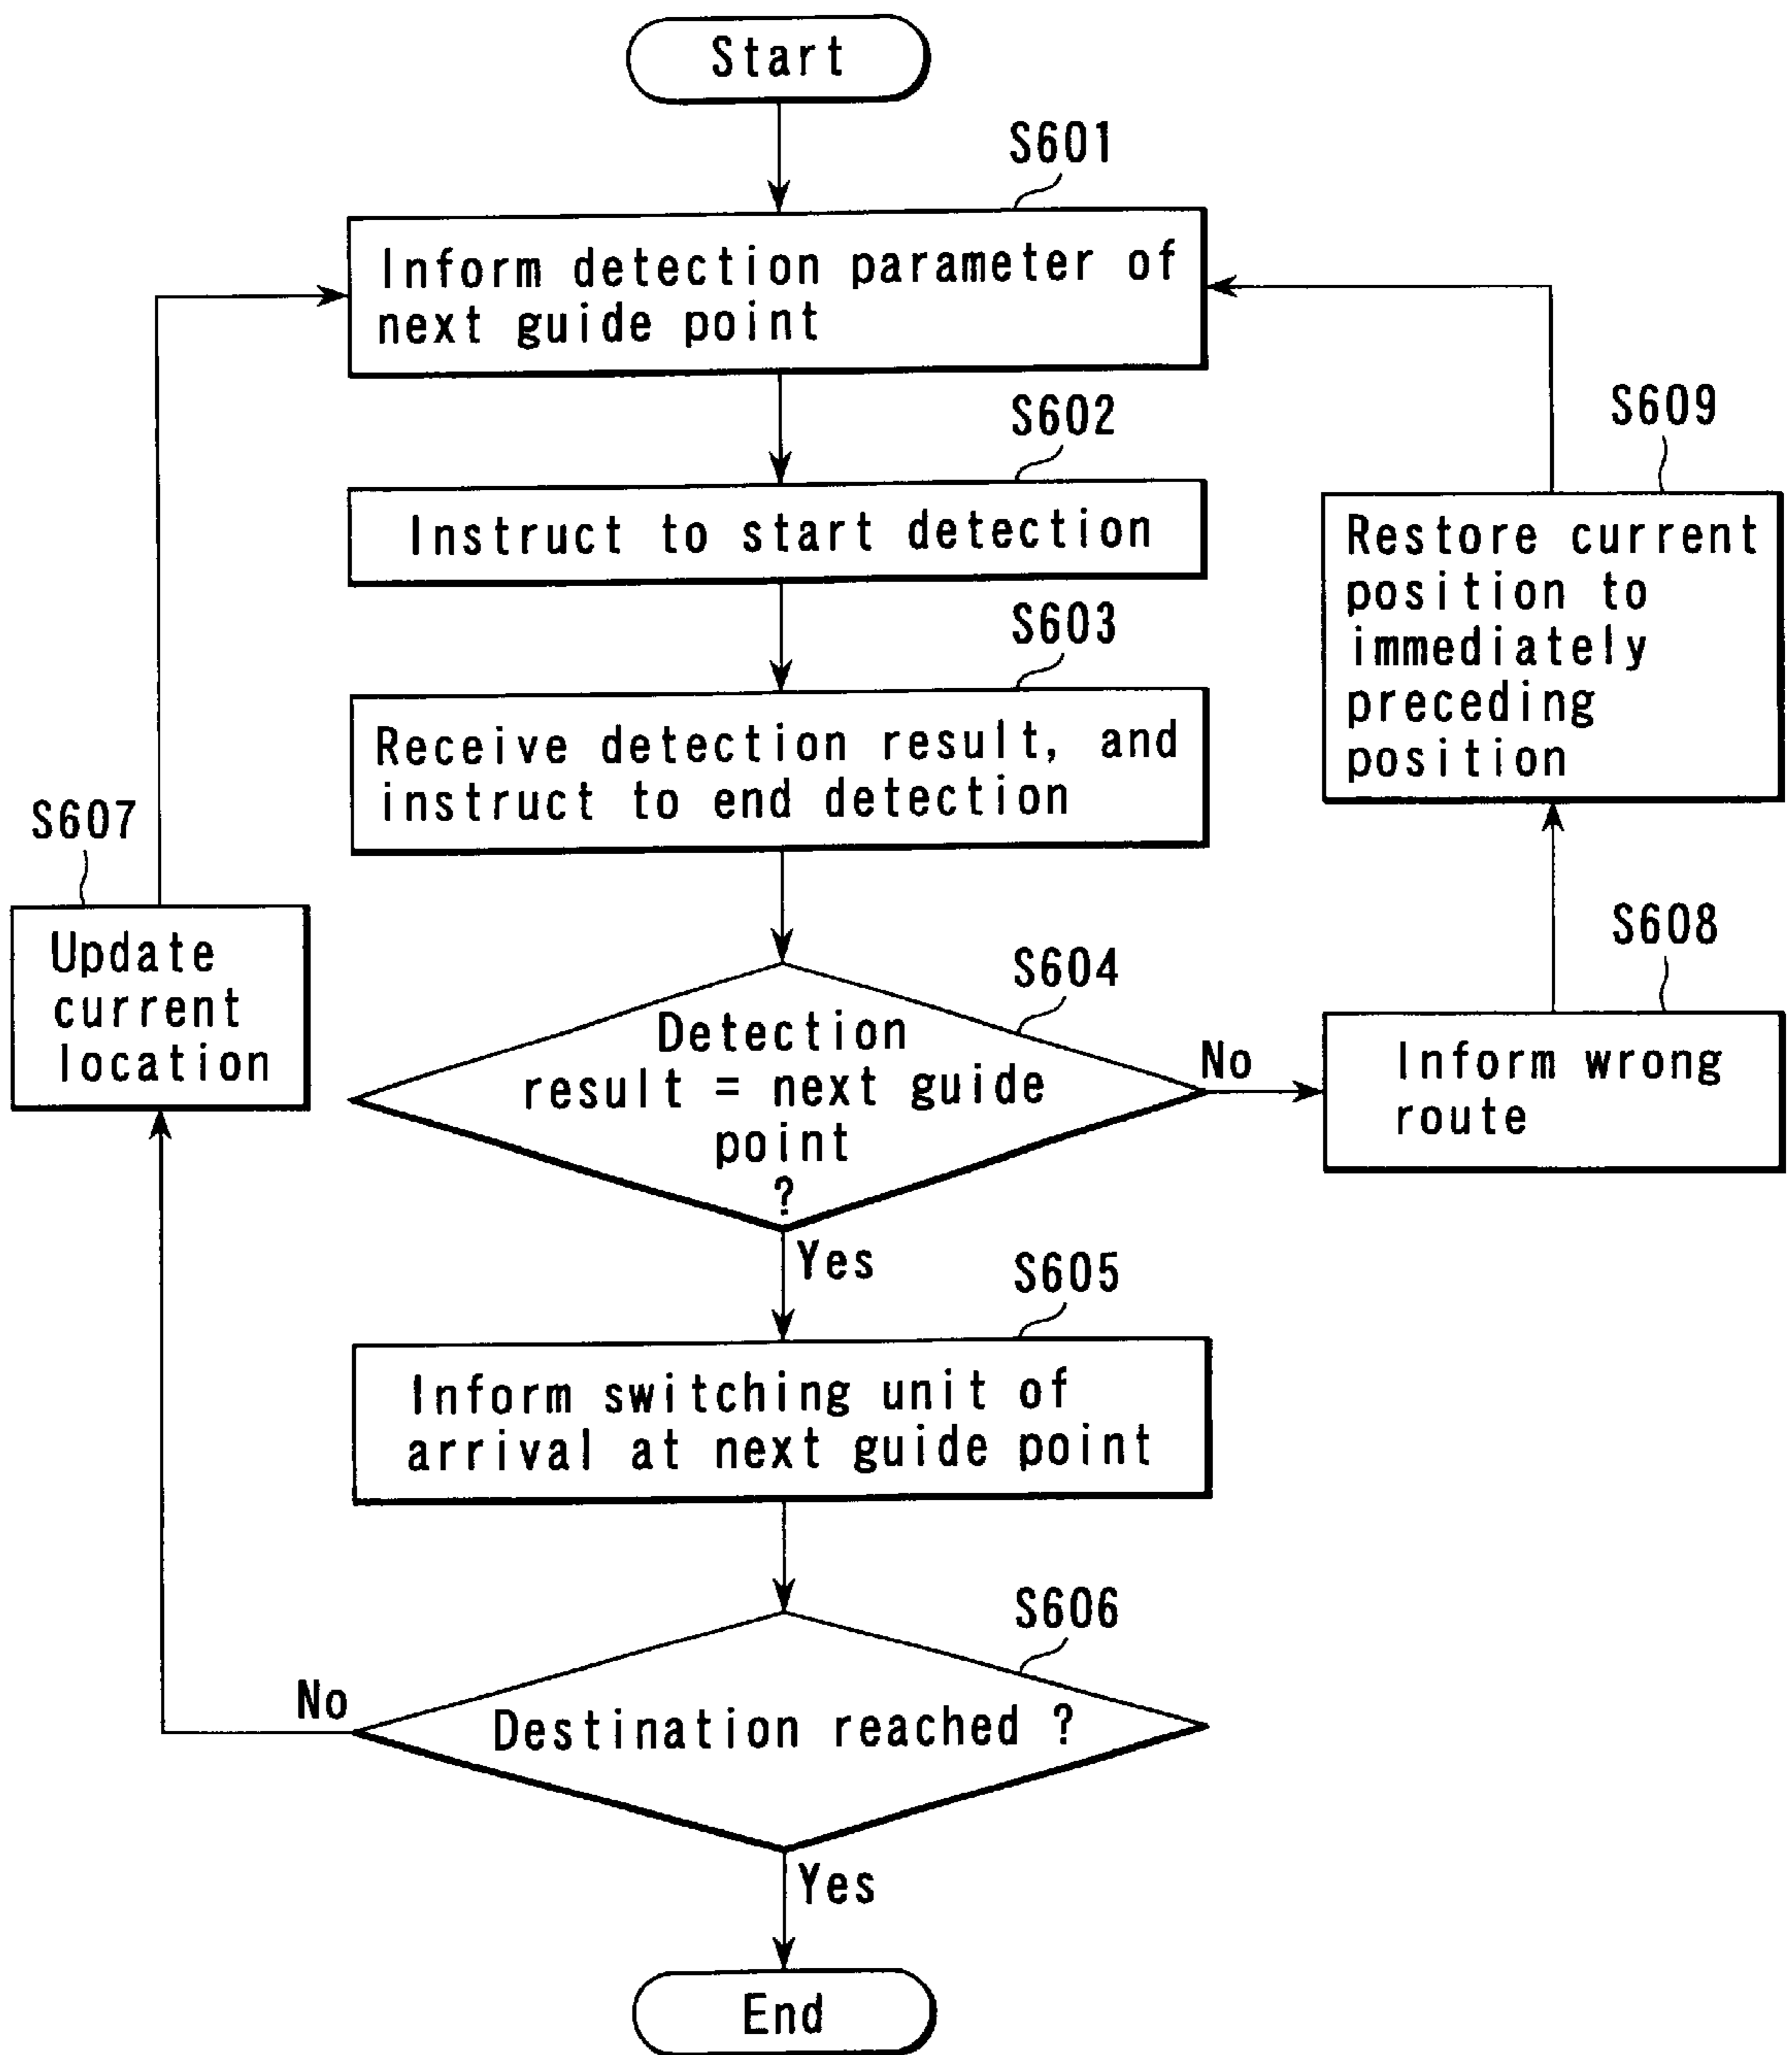 Start
S601
Inform detection parameter of
next guide point
S602
Instruct to start detection
S603
Receive detection result, and
instruct to end detection
S604
Detection
result = next guide
point
?
No
Yes
S608
Inform wrong
route
S609
Restore current
position to
immediately
preceding
position
S605
Inform switching unit of
arrival at next guide point
S606
Destination reached ?
No
Yes
S607
Update
current
location
End